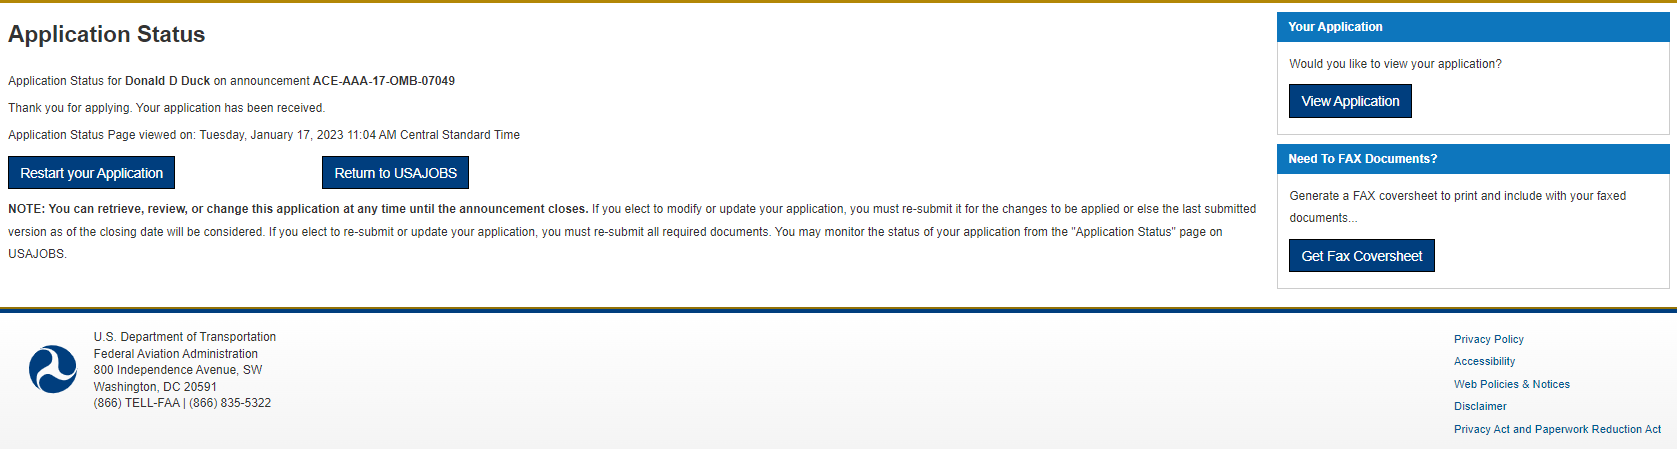 Application Status
Application Status for Donald D Duck on announcement ACE-AAA-17-OMB-07049
Thank you for applying. Your application has been received.
Application Status Page viewed on: Tuesday, January 17, 2023 11:04 AM Central Standard Time
Restart your Application
Return to USAJOBS
NOTE: You can retrieve, review, or change this application at any time until the announcement closes. If you elect to modify or update your application, you must re-submit it for the changes to be applied or else the last submitted
version as of the closing date will be considered. If you elect to re-submit or update your application, you must re-submit all required documents. You may monitor the status of your application from the "Application Status" page on
USAJOBS.
Your Application
Would you like to view your application?
View Application
Need To FAX Documents?
Generate a FAX coversheet to print and include with your faxed
documents...
Get Fax Coversheet
U.S. Department of Transportation
Federal Aviation Administration
800 Independence Avenue, SW
Washington, DC 20591
(866) TELL-FAA | (866) 835-5322
Privacy Policy
Accessibility
Web Policies & Notices
Disclaimer
Privacy Act and Paperwork Reduction Act